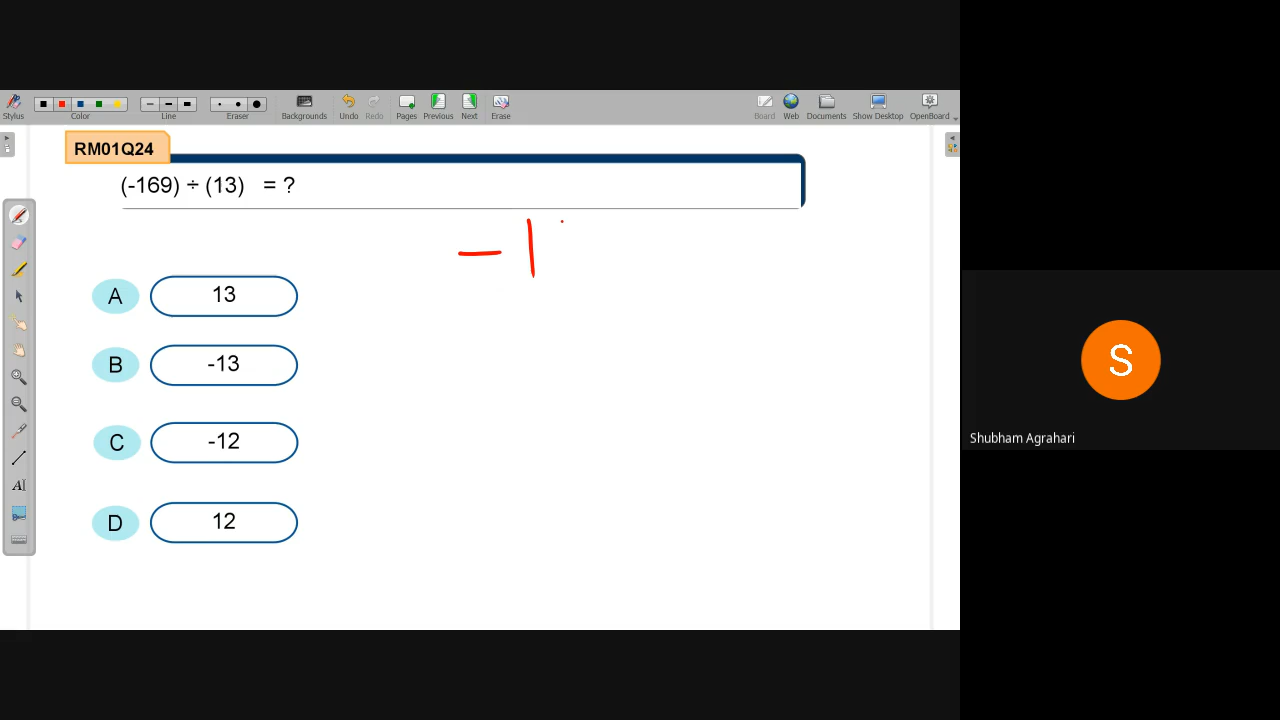 Stylus
Color
Line
Eraser
Backgrounds
Undo
Redo
Pages
Previous
Next
Erase
Board
Web
Documents
Show Desktop
OpenBoard
RM01Q24
(-169) ÷ (13) = ?
– 1
A 13
B -13
C -12
D 12
AI
S
Shubham Agrahari